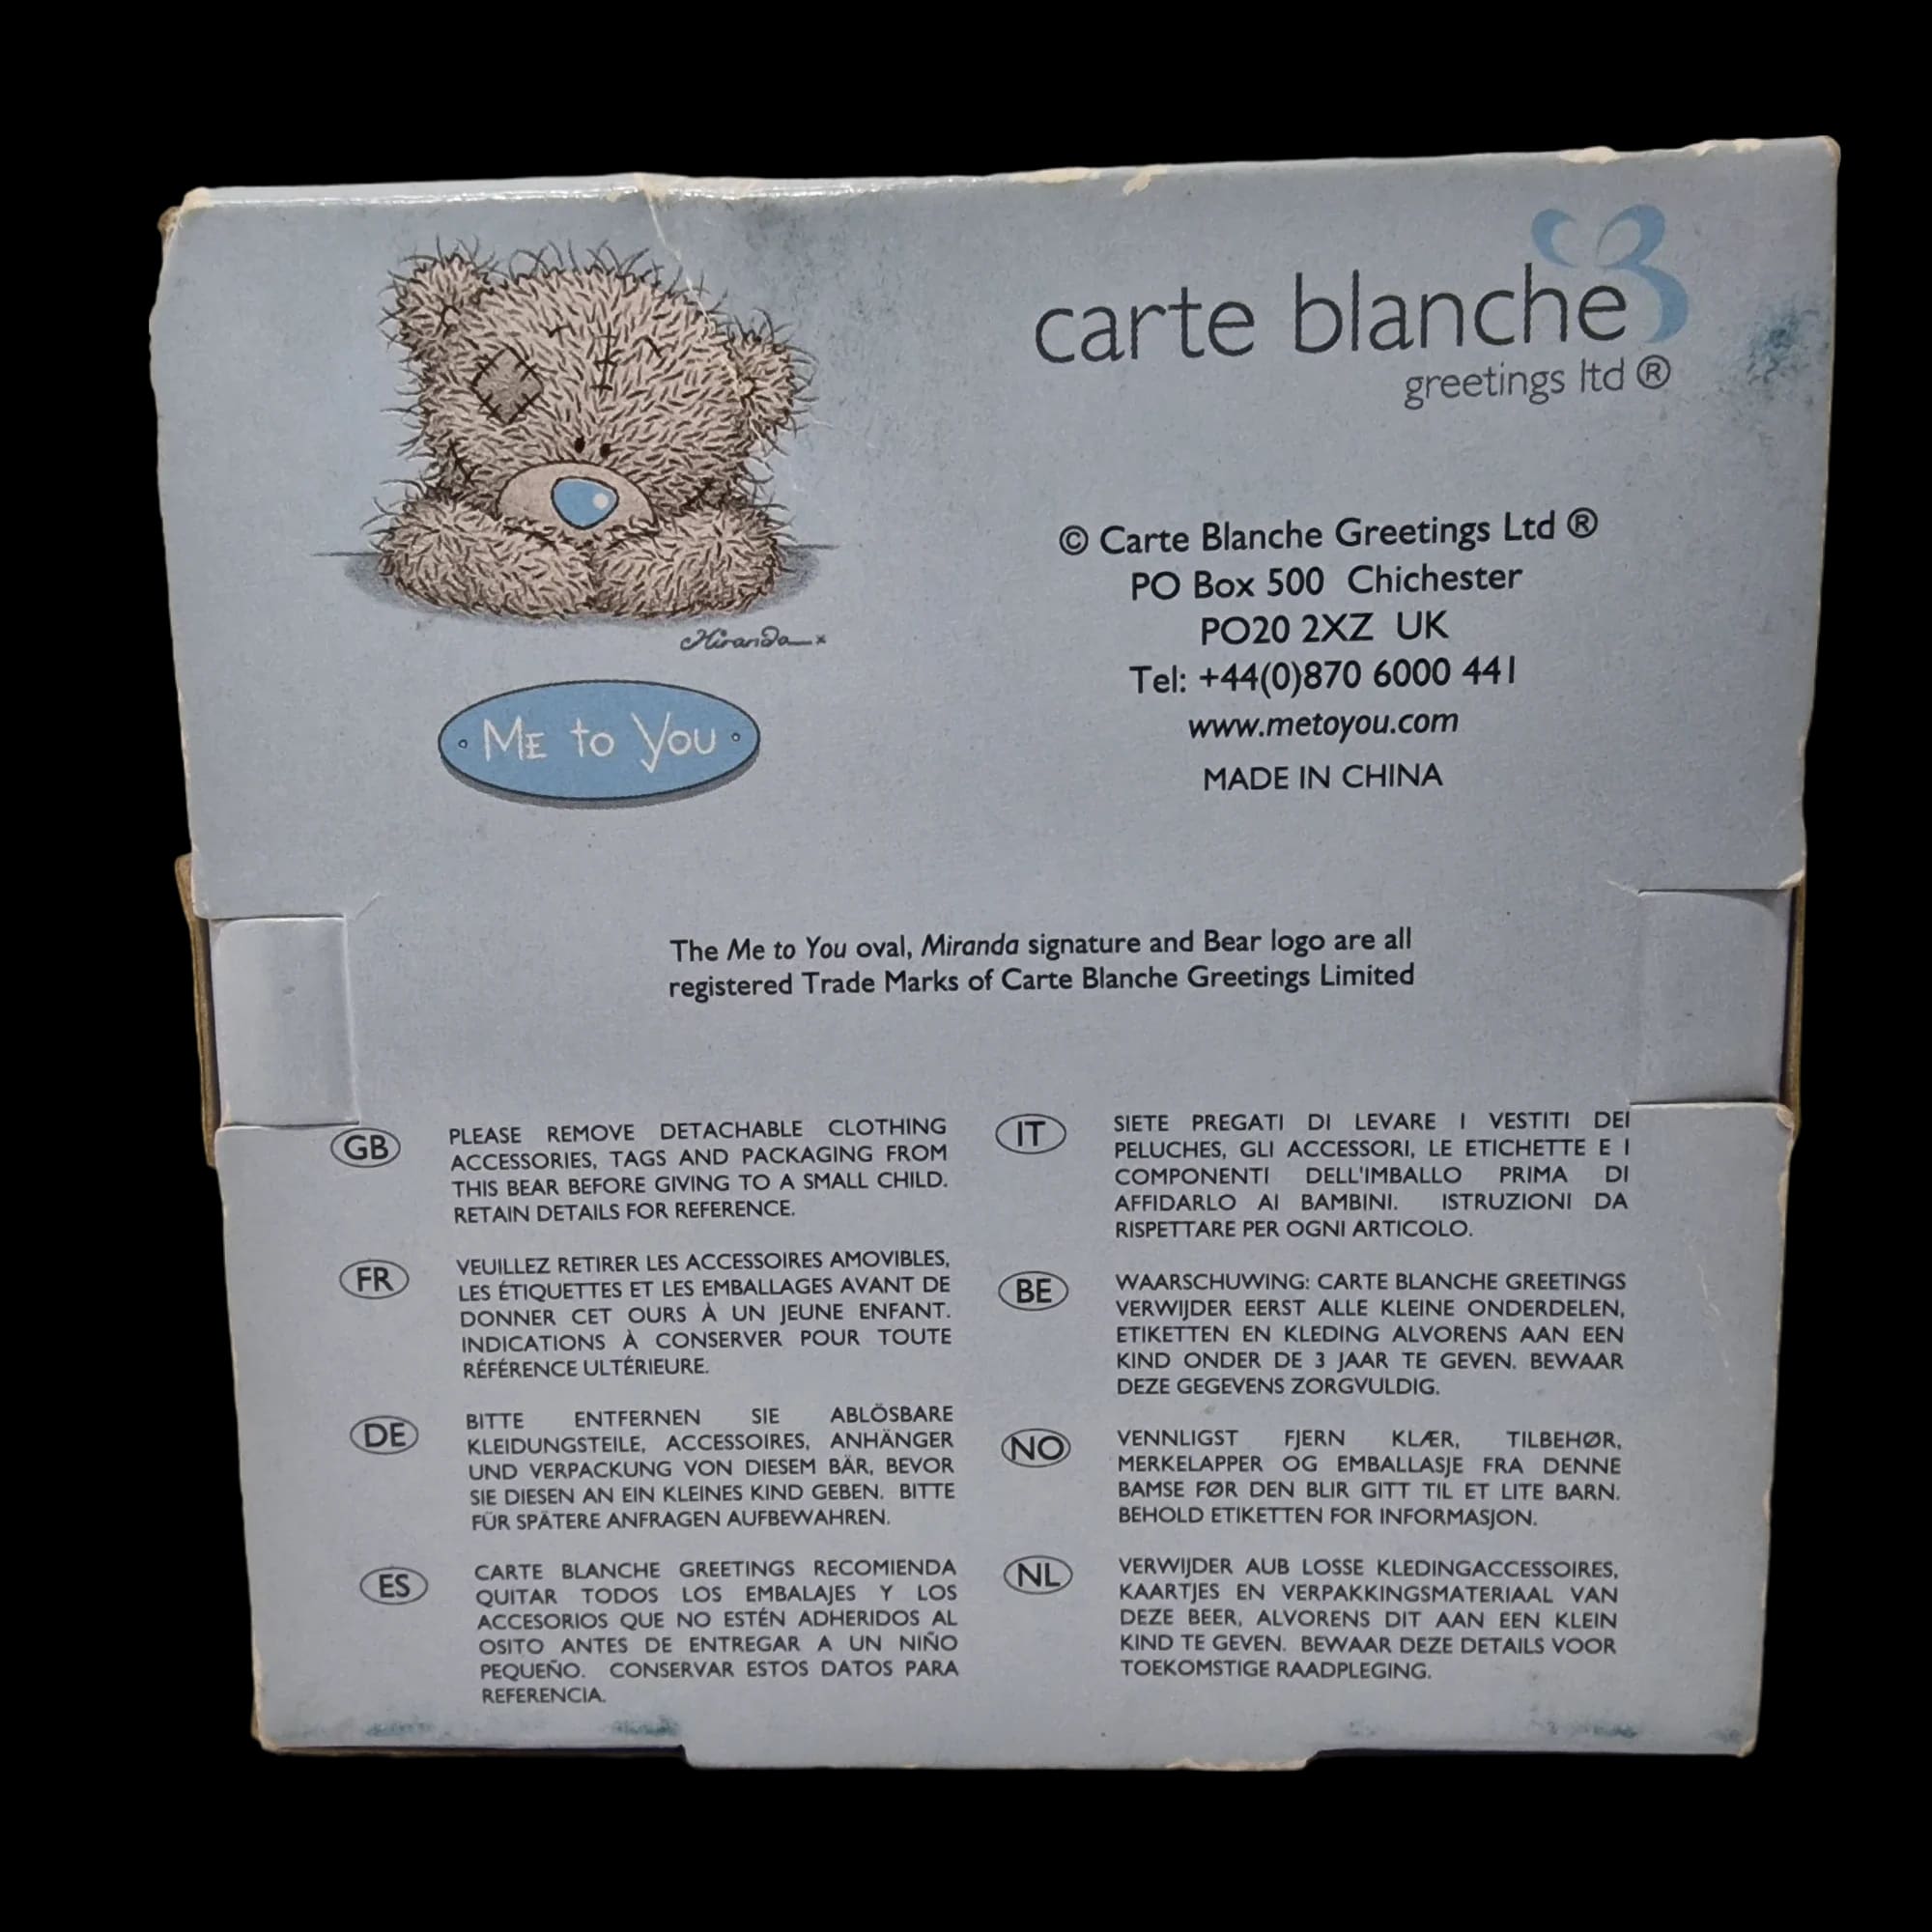 carte blanche
greetings ltd ®
Miranda x
ME to YOU
© Carte Blanche Greetings Ltd ®
PO Box 500 Chichester
PO20 2XZ UK
Tel: +44(0)870 6000 441
www.metoyou.com
MADE IN CHINA
The Me to You oval, Miranda signature and Bear logo are all
registered Trade Marks of Carte Blanche Greetings Limited
GB
PLEASE REMOVE DETACHABLE CLOTHING
ACCESSORIES, TAGS AND PACKAGING FROM
THIS BEAR BEFORE GIVING TO A SMALL CHILD.
RETAIN DETAILS FOR REFERENCE.
FR
VEUILLEZ RETIRER LES ACCESSOIRES AMOVIBLES,
LES ÉTIQUETTES ET LES EMBALLAGES AVANT DE
DONNER CET OURS À UN JEUNE ENFANT.
INDICATIONS À CONSERVER POUR TOUTE
RÉFÉRENCE ULTÉRIEURE.
DE
BITTE ENTFERNEN SIE ABLÖSBARE
KLEIDUNGSTEILE, ACCESSOIRES, ANHÄNGER
UND VERPACKUNG VON DIESEM BÄR, BEVOR
SIE DIESEN AN EIN KLEINES KIND GEBEN. BITTE
FÜR SPÄTERE ANFRAGEN AUFBEWAHREN.
ES
CARTE BLANCHE GREETINGS RECOMIENDA
QUITAR TODOS LOS EMBALAJES Y LOS
ACCESORIOS QUE NO ESTÉN ADHERIDOS AL
OSITO ANTES DE ENTREGAR A UN NIÑO
PEQUEÑO. CONSERVAR ESTOS DATOS PARA
REFERENCIA.
IT
SIETE PREGATI DI LEVARE I VESTITI DEI
PELUCHES, GLI ACCESSORI, LE ETICHETTE E I
COMPONENTI DELL'IMBALLO PRIMA DI
AFFIDARLO AI BAMBINI. ISTRUZIONI DA
RISPETTARE PER OGNI ARTICOLO.
BE
WAARSCHUWING: CARTE BLANCHE GREETINGS
VERWIJDER EERST ALLE KLEINE ONDERDELEN,
ETIKETTEN EN KLEDING ALVORENS AAN EEN
KIND ONDER DE 3 JAAR TE GEVEN. BEWAAR
DEZE GEGEVENS ZORGVULDIG.
NO
VENNLIGST FJERN KLÆR, TILBEHØR,
MERKELAPPER OG EMBALLASJE FRA DENNE
BAMSE FØR DEN BLIR GITT TIL ET LITE BARN.
BEHOLD ETIKETTEN FOR INFORMASJON.
NL
VERWIJDER AUB LOSSE KLEDINGACCESSOIRES,
KAARTJES EN VERPAKKINGSMATERIAAL VAN
DEZE BEER, ALVORENS DIT AAN EEN KLEIN
KIND TE GEVEN. BEWAAR DEZE DETAILS VOOR
TOEKOMSTIGE RAADPLEGING.